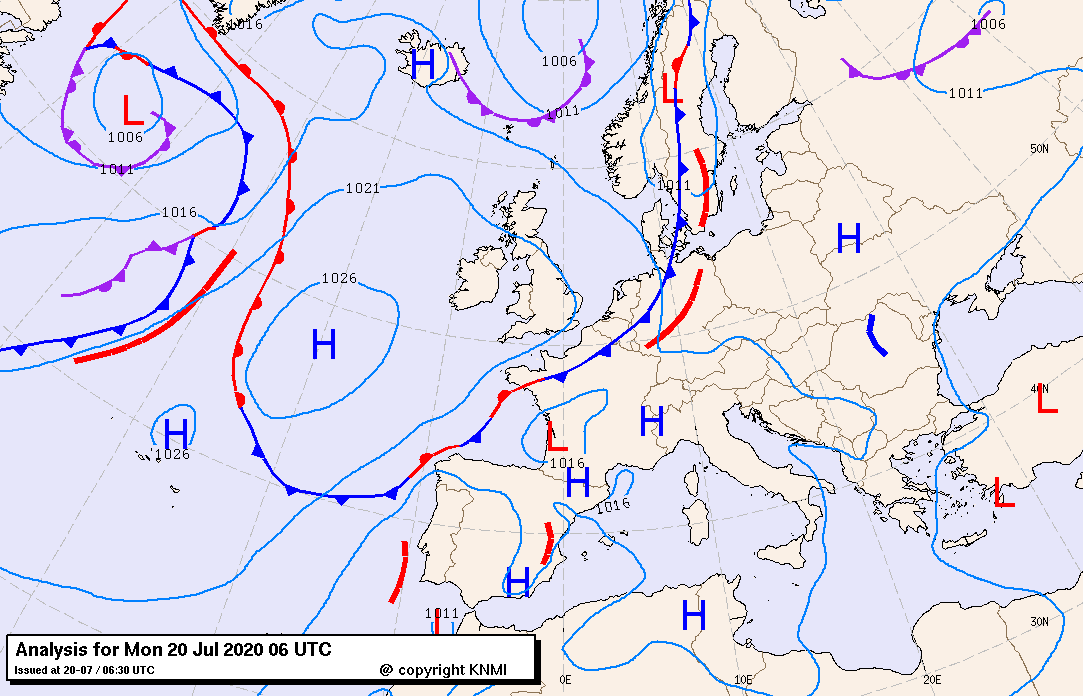 1016
1006
H
1006
L
1011
L
1006
1011
1011
50N
1011
1021
1016
H
1026
H
40N
L
H
H
1026
L
1016
H
1016
L
H
H
30N
1011
L
Analysis for Mon 20 Jul 2020 06 UTC
Issued at 20-07 / 06:30 UTC
@ copyright KNMI
0E
10E
20E